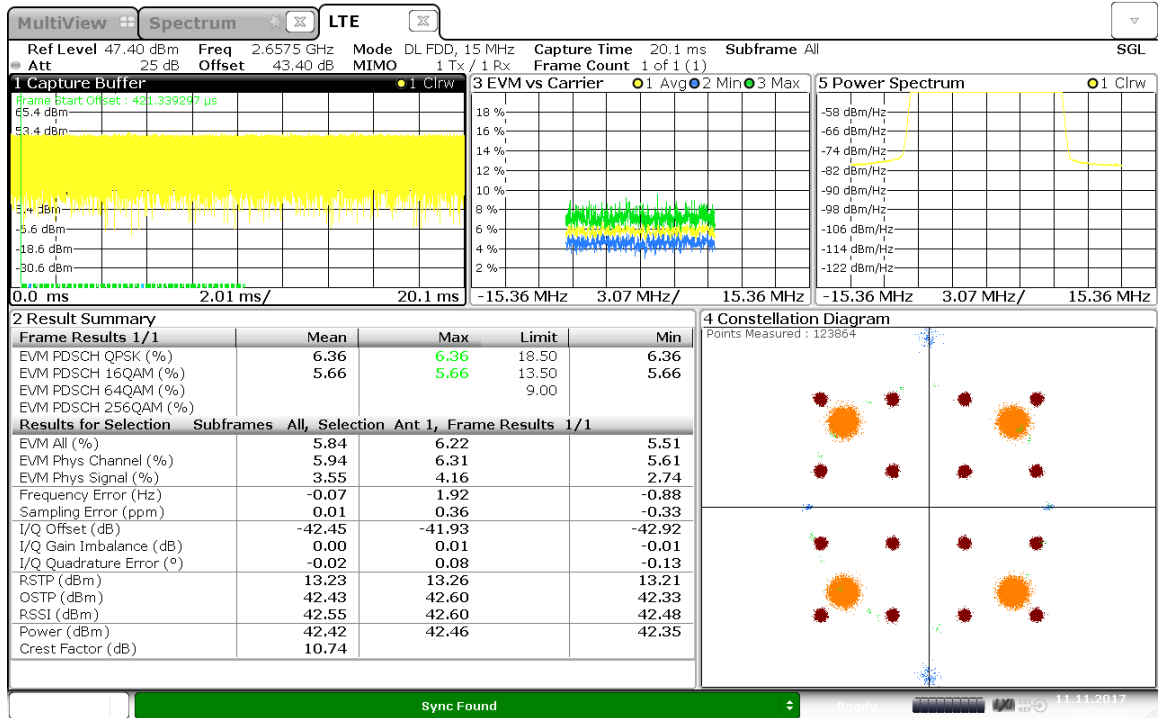 MultiView Spectrum LTE
Ref Level 47.40 dBm Freq 2.6575 GHz Mode DL FDD, 15 MHz Capture Time 20.1 ms Subframe All SGL
Att 25 dB Offset 43.40 dB MIMO 1 Tx / 1 Rx Frame Count 1 of 1 (1)
1 Capture Buffer 1 Clrw
Frame Start Offset : 421.339297 µs
65.4 dBm
53.4 dBm
5.4 dBm
-6.6 dBm
-18.6 dBm
-30.6 dBm
0.0 ms 2.01 ms/ 20.1 ms
3 EVM vs Carrier 1 Avg 2 Min 3 Max
18 %
16 %
14 %
12 %
10 %
8 %
6 %
4 %
2 %
-15.36 MHz 3.07 MHz/ 15.36 MHz
5 Power Spectrum 1 Clrw
-58 dBm/Hz
-66 dBm/Hz
-74 dBm/Hz
-82 dBm/Hz
-90 dBm/Hz
-98 dBm/Hz
-106 dBm/Hz
-114 dBm/Hz
-122 dBm/Hz
-15.36 MHz 3.07 MHz/ 15.36 MHz
2 Result Summary
Frame Results 1/1 Mean Max Limit Min
EVM PDSCH QPSK (%) 6.36 6.36 18.50 6.36
EVM PDSCH 16QAM (%) 5.66 5.66 13.50 5.66
EVM PDSCH 64QAM (%) 9.00
EVM PDSCH 256QAM (%)
Results for Selection Subframes All, Selection Ant 1, Frame Results 1/1
EVM All (%) 5.84 6.22 5.51
EVM Phys Channel (%) 5.94 6.31 5.61
EVM Phys Signal (%) 3.55 4.16 2.74
Frequency Error (Hz) -0.07 1.92 -0.88
Sampling Error (ppm) 0.01 0.36 -0.33
I/Q Offset (dB) -42.45 -41.93 -42.92
I/Q Gain Imbalance (dB) 0.00 0.01 -0.01
I/Q Quadrature Error (°) -0.02 0.08 -0.13
RSTP (dBm) 13.23 13.26 13.21
OSTP (dBm) 42.43 42.60 42.33
RSSI (dBm) 42.55 42.60 42.48
Power (dBm) 42.42 42.46 42.35
Crest Factor (dB) 10.74
4 Constellation Diagram
Points Measured : 123864
Sync Found
Ready
LXI
EXT
REF
11.11.2017